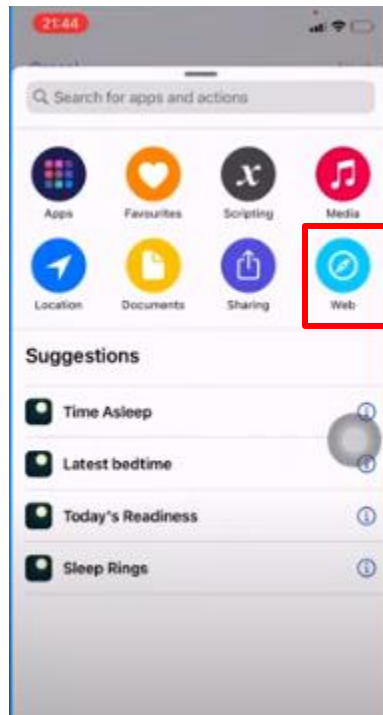 21:44
Search for apps and actions
Apps Favourites Scripting Media
Location Documents Sharing Web
Suggestions
Time Asleep
Latest bedtime
Today's Readiness
Sleep Rings